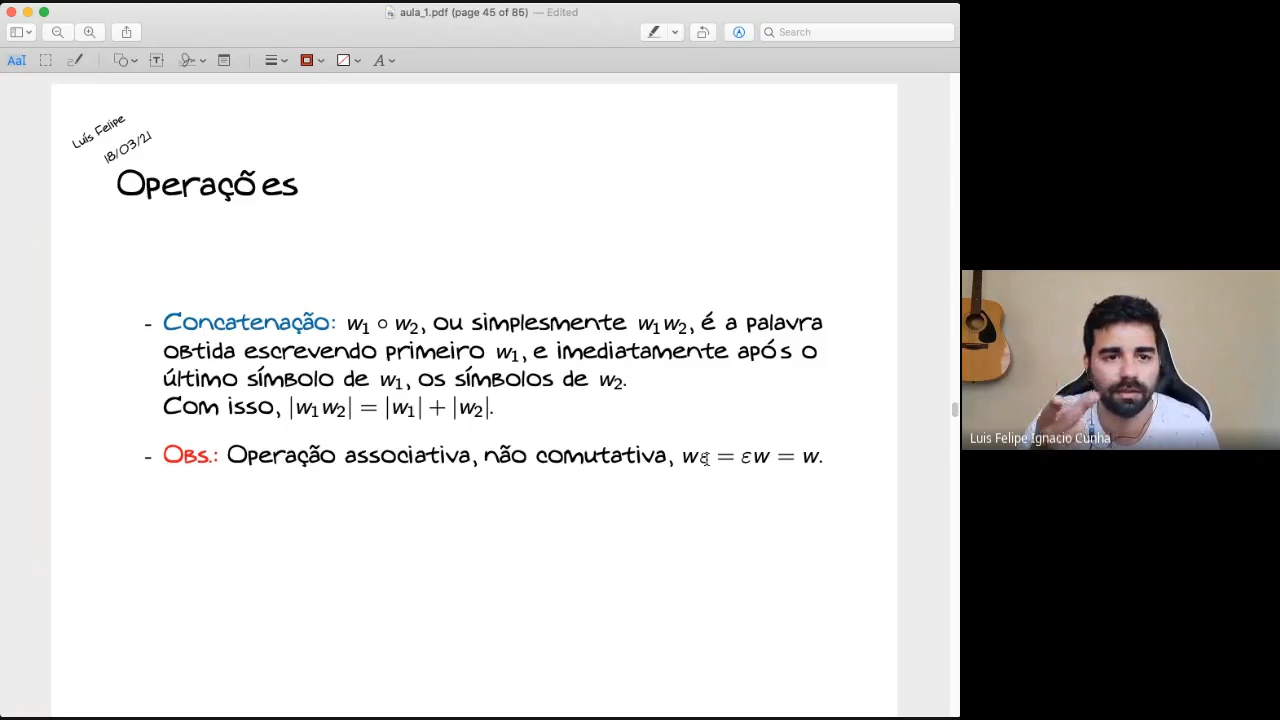 aula_1.pdf (page 45 of 85) — Edited
Search
AaI
A
Luís Felipe
18/03/21
Operações
- Concatenação: w₁ ∘ w₂, ou simplesmente w₁w₂, é a palavra
obtida escrevendo primeiro w₁, e imediatamente após o
último símbolo de w₁, os símbolos de w₂.
Com isso, |w₁w₂| = |w₁| + |w₂|.
- Obs.: Operação associativa, não comutativa, wε = εw = w.
Luis Felipe Ignacio Cunha